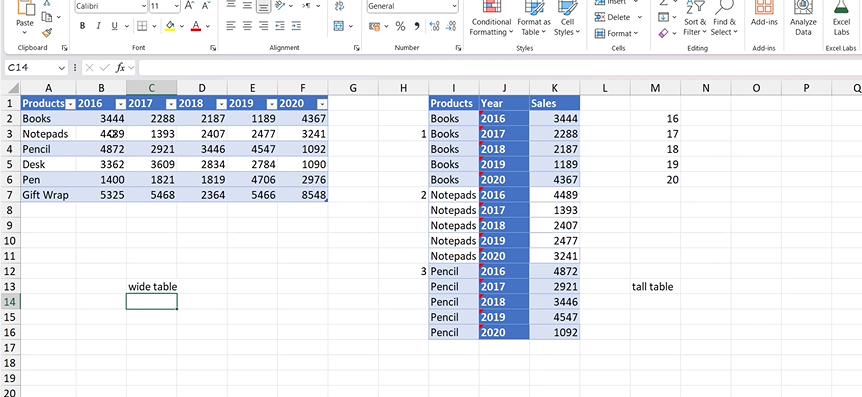 Paste
Calibri 11 A A General Insert
B I U Conditional Formatting Format as Table Cell Styles Delete Sort & Filter Find & Select Add-ins Analyze Data Excel Labs
Format
Clipboard Font Alignment Number Styles Cells Editing Add-ins Excel Labs
C14 fx
A B C D E F G H I J K L M N O P Q
1 Products 2016 2017 2018 2019 2020 Products Year Sales
2 Books 3444 2288 2187 1189 4367 Books 2016 3444 16
3 Notepads 4489 1393 2407 2477 3241 1 Books 2017 2288 17
4 Pencil 4872 2921 3446 4547 1092 Books 2018 2187 18
5 Desk 3362 3609 2834 2784 1090 Books 2019 1189 19
6 Pen 1400 1821 1819 4706 2976 Books 2020 4367 20
7 Gift Wrap 5325 5468 2364 5466 8548 2 Notepads 2016 4489
8 Notepads 2017 1393
9 Notepads 2018 2407
10 Notepads 2019 2477
11 Notepads 2020 3241
12 3 Pencil 2016 4872
13 wide table Pencil 2017 2921 tall table
14 Pencil 2018 3446
15 Pencil 2019 4547
16 Pencil 2020 1092
17
18
19
20